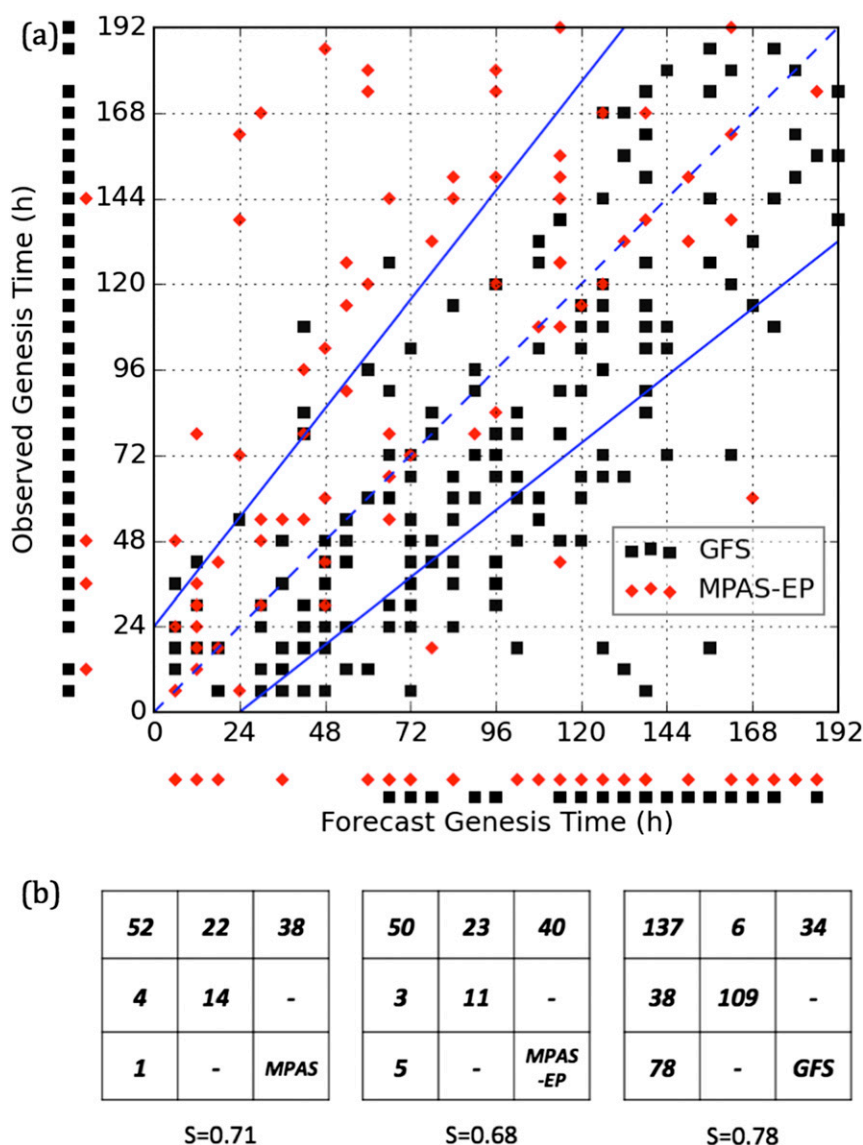 (a)
192
168
144
120
96
72
48
24
0
Observed Genesis Time (h)
GFS
MPAS-EP
0 24 48 72 96 120 144 168 192
Forecast Genesis Time (h)
(b)
52 22 38
4 14 -
1 - MPAS
S=0.71
50 23 40
3 11 -
5 - MPAS
-EP
S=0.68
137 6 34
38 109 -
78 - GFS
S=0.78